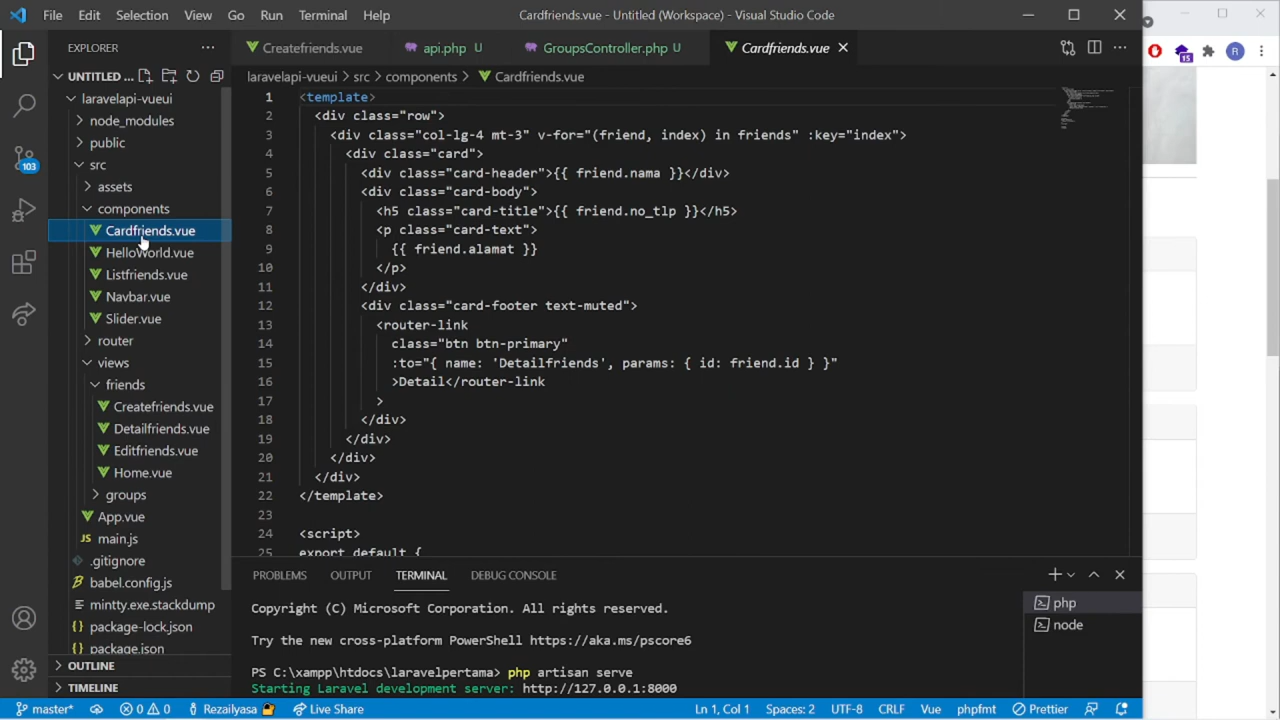 File Edit Selection View Go Run Terminal Help Cardfriends.vue - Untitled (Workspace) - Visual Studio Code
EXPLORER
UNTITLED ...
laravelapi-vueui
node_modules
public
src
assets
components
Cardfriends.vue
HelloWorld.vue
Listfriends.vue
Navbar.vue
Slider.vue
router
views
friends
Createfriends.vue
Detailfriends.vue
Editfriends.vue
Home.vue
groups
App.vue
main.js
.gitignore
babel.config.js
mintty.exe.stackdump
package-lock.json
package.json
OUTLINE
TIMELINE
103
Createfriends.vue api.php U GroupsController.php U Cardfriends.vue
laravelapi-vueui > src > components > Cardfriends.vue
1 <template>
2 <div class="row">
3 <div class="col-lg-4 mt-3" v-for="(friend, index) in friends" :key="index">
4 <div class="card">
5 <div class="card-header">{{ friend.nama }}</div>
6 <div class="card-body">
7 <h5 class="card-title">{{ friend.no_tlp }}</h5>
8 <p class="card-text">
9 {{ friend.alamat }}
10 </p>
11 </div>
12 <div class="card-footer text-muted">
13 <router-link
14 class="btn btn-primary"
15 :to="{ name: 'Detailfriends', params: { id: friend.id } }"
16 >Detail</router-link
17 >
18 </div>
19 </div>
20 </div>
21 </div>
22 </template>
23
24 <script>
25 export default {
PROBLEMS OUTPUT TERMINAL DEBUG CONSOLE
Copyright (C) Microsoft Corporation. All rights reserved.
Try the new cross-platform PowerShell https://aka.ms/pscore6
PS C:\xampp\htdocs\laravelpertama> php artisan serve
Starting Laravel development server: http://127.0.0.1:8000
php
node
master* 0 0 Rezailyasa Live Share Ln 1, Col 1 Spaces: 2 UTF-8 CRLF Vue phpfmt Prettier
15
R